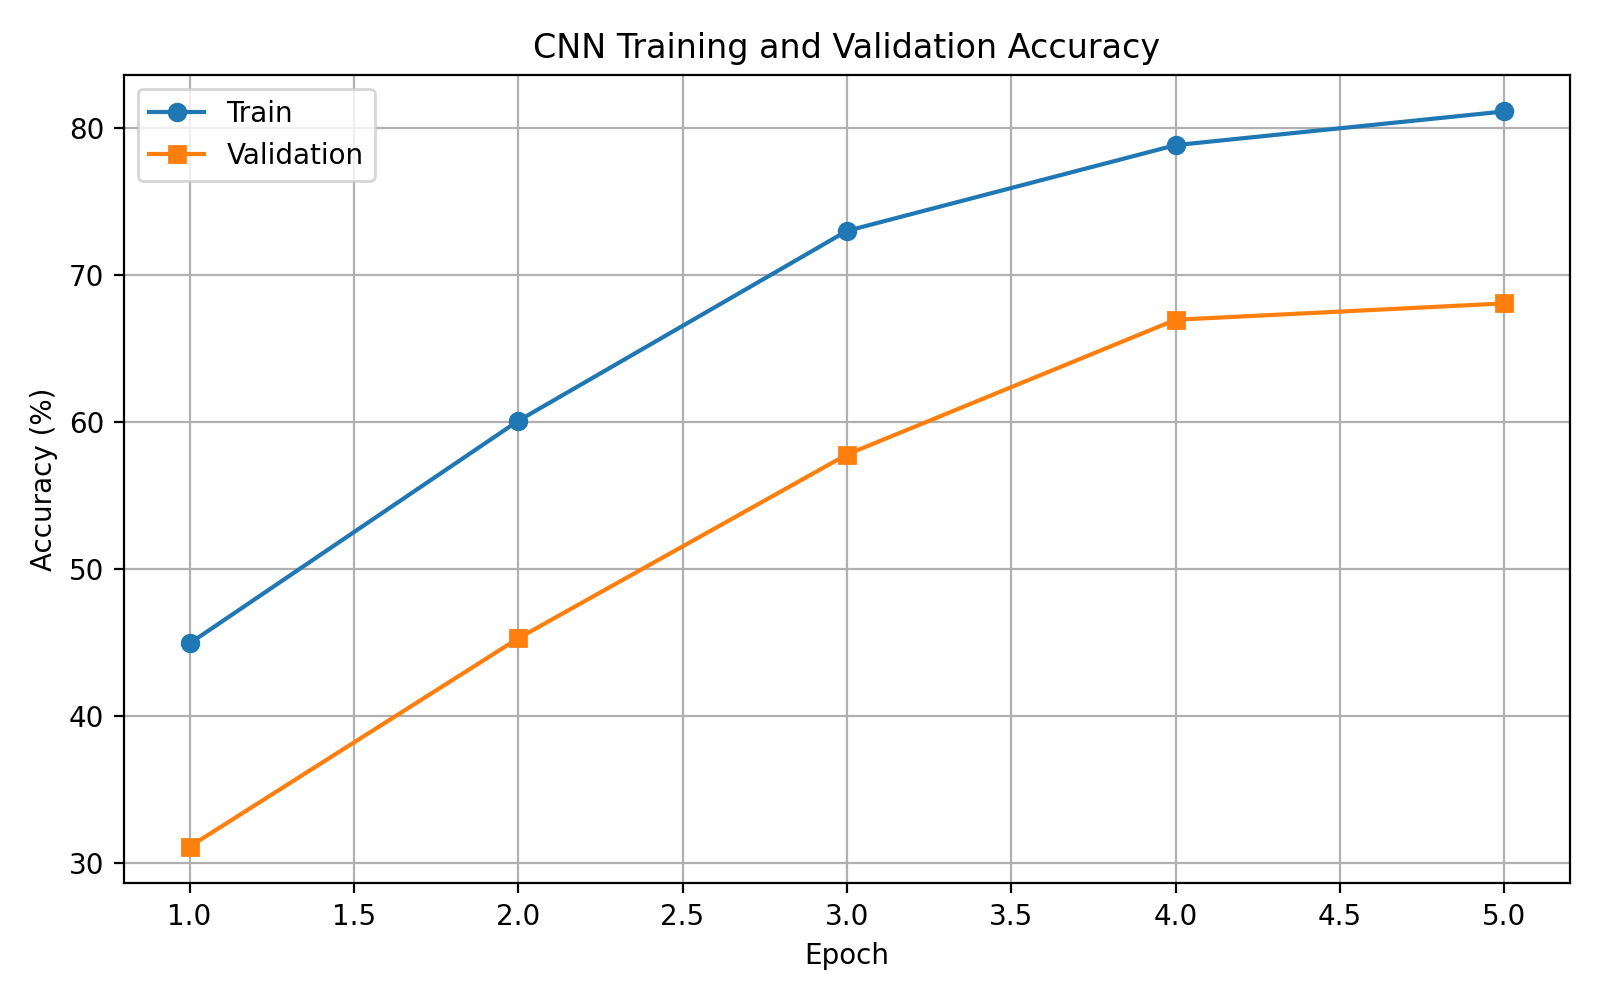 CNN Training and Validation Accuracy
Train
Validation
80
70
60
50
40
30
Accuracy (%)
1.0 1.5 2.0 2.5 3.0 3.5 4.0 4.5 5.0
Epoch